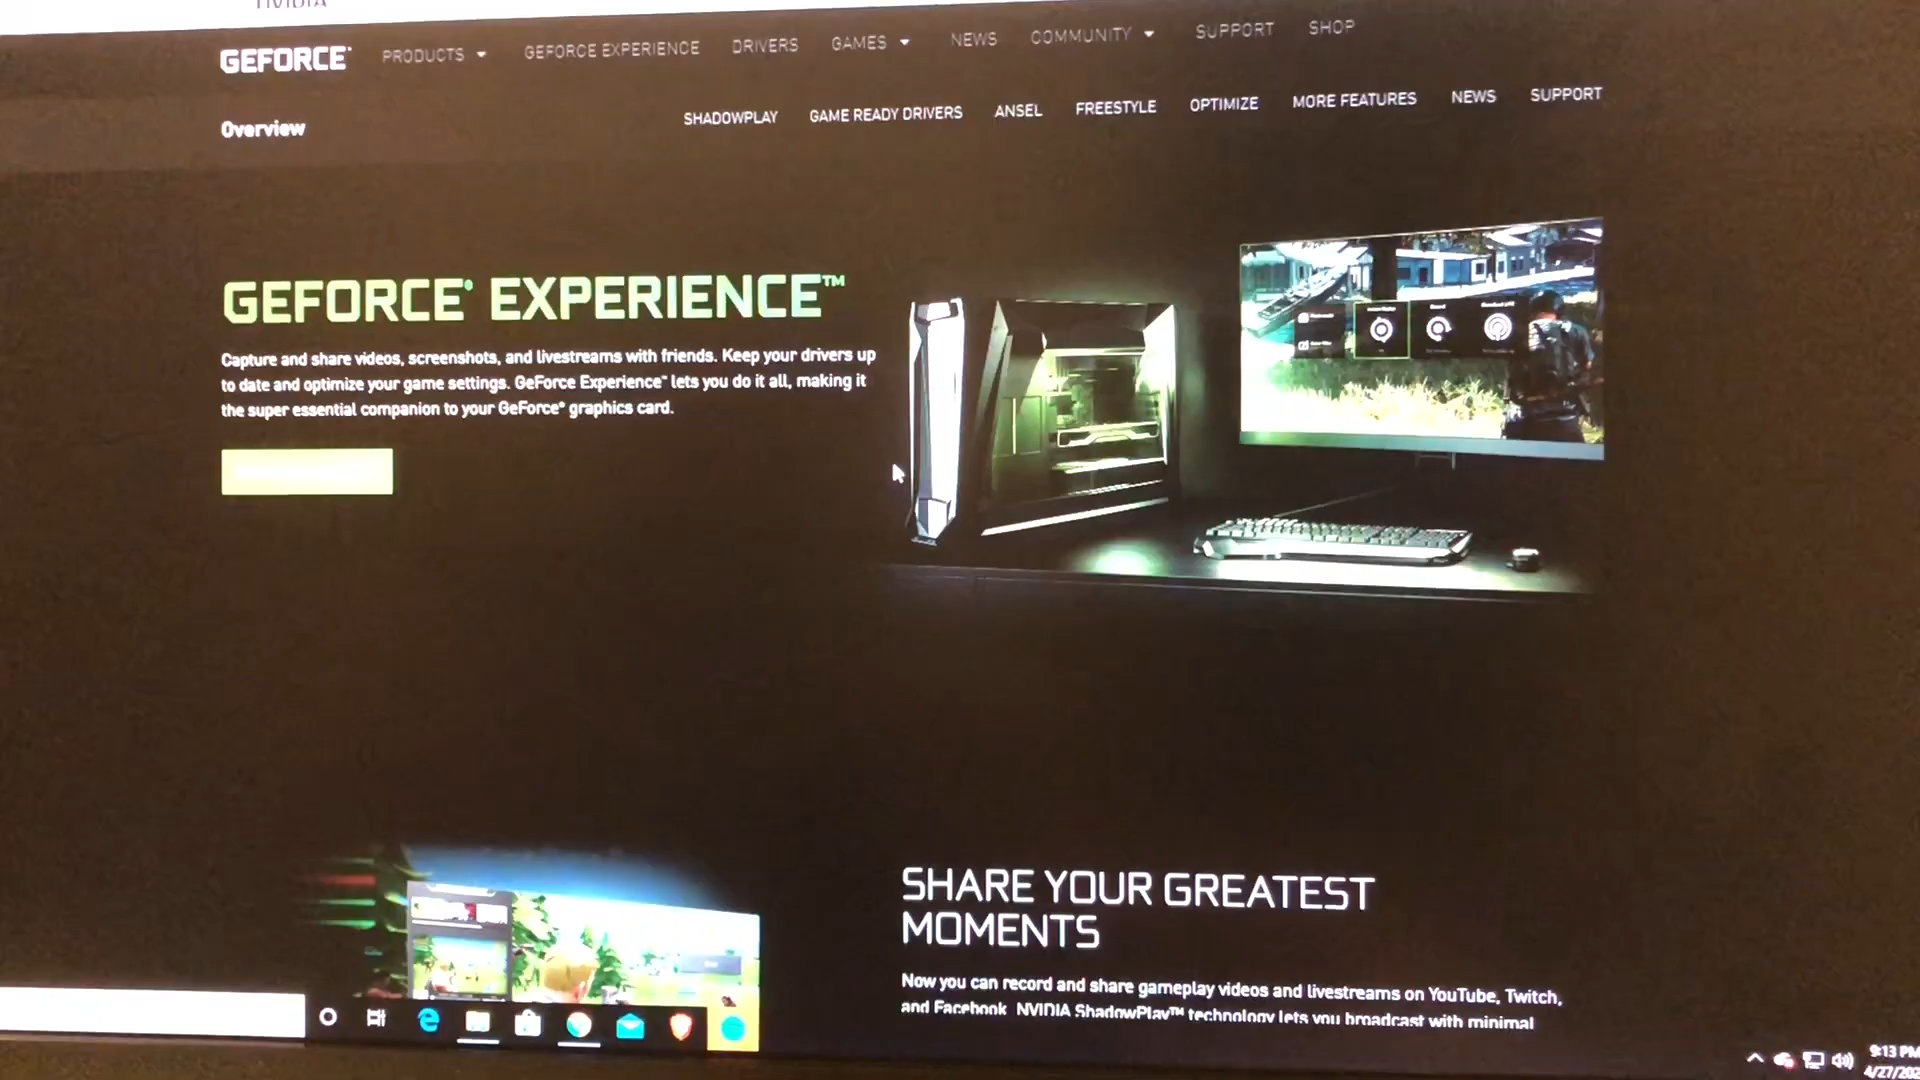 GEFORCE PRODUCTS GEFORCE EXPERIENCE DRIVERS GAMES NEWS COMMUNITY SUPPORT SHOP
Overview SHADOWPLAY GAME READY DRIVERS ANSEL FREESTYLE OPTIMIZE MORE FEATURES NEWS SUPPORT
GEFORCE® EXPERIENCE™
Capture and share videos, screenshots, and livestreams with friends. Keep your drivers up
to date and optimize your game settings. GeForce Experience™ lets you do it all, making it
the super essential companion to your GeForce® graphics card.
SHARE YOUR GREATEST
MOMENTS
Now you can record and share gameplay videos and livestreams on YouTube, Twitch,
and Facebook. NVIDIA ShadowPlay™ technology lets you broadcast with minimal
9:13 PM